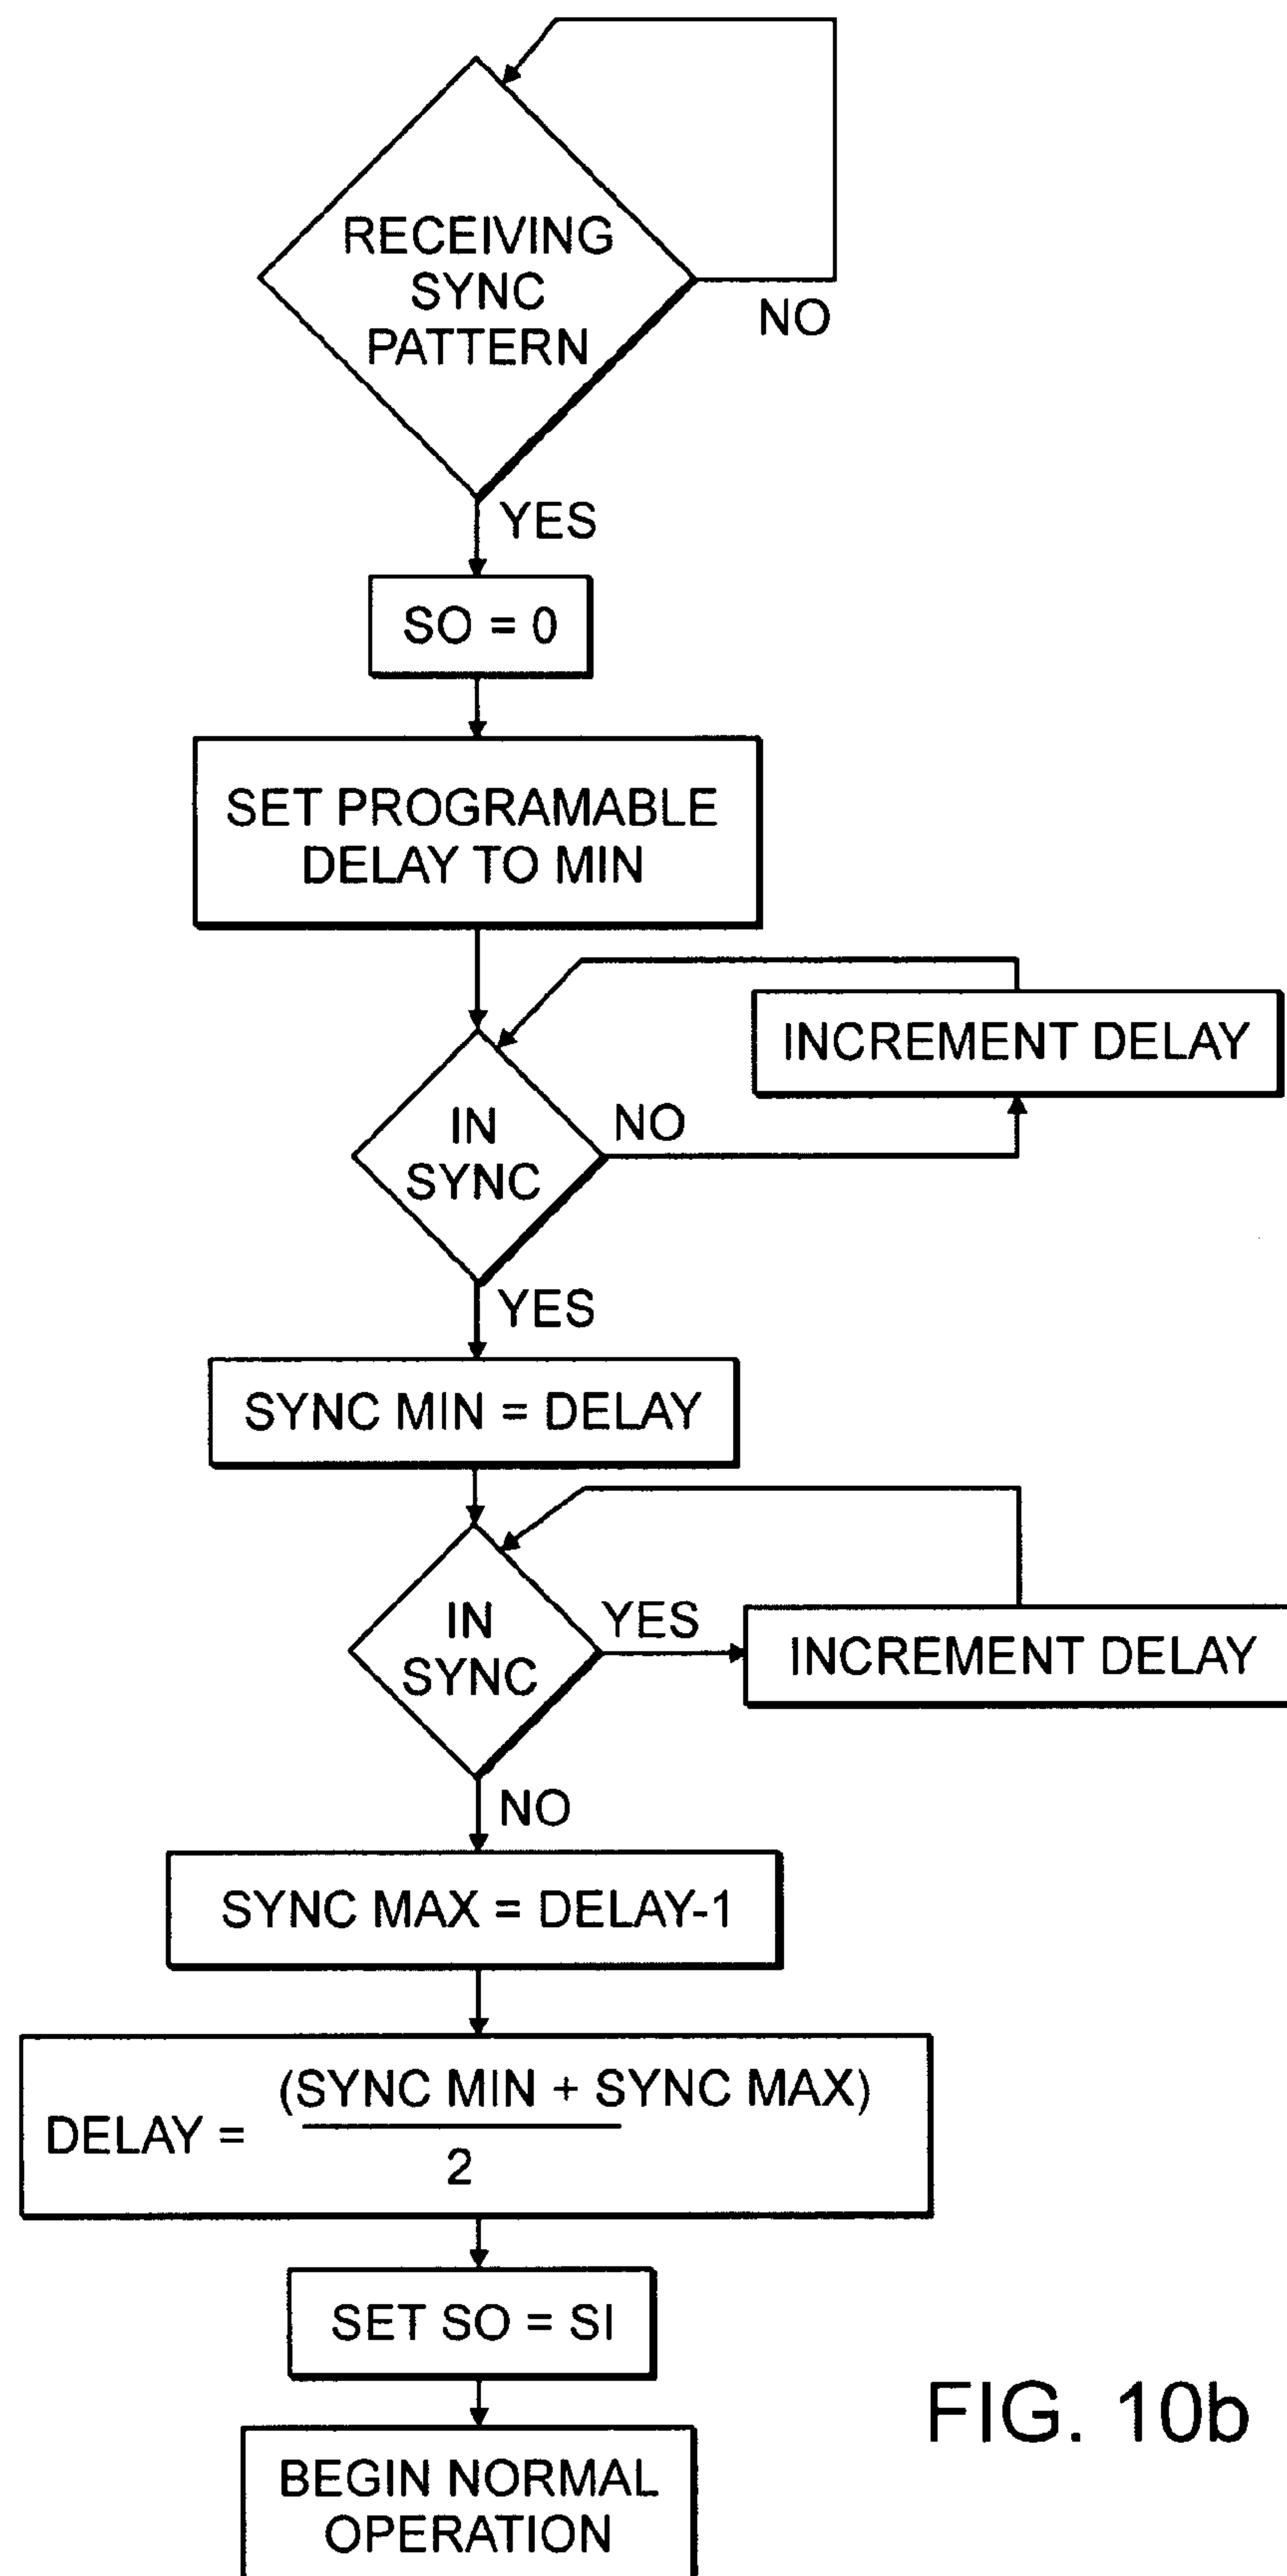 RECEIVING
SYNC
PATTERN
NO
YES
SO = 0
SET PROGRAMABLE
DELAY TO MIN
INCREMENT DELAY
IN
SYNC
NO
YES
SYNC MIN = DELAY
IN
SYNC
YES
INCREMENT DELAY
NO
SYNC MAX = DELAY-1
(SYNC MIN + SYNC MAX)
DELAY =
2
SET SO = SI
BEGIN NORMAL
OPERATION
FIG. 10b